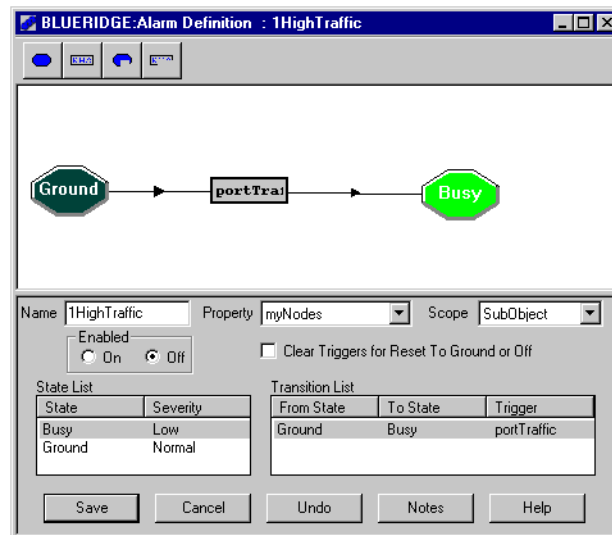 BLUERIDGE:Alarm Definition : 1HighTraffic
Ground portTra Busy
Name 1HighTraffic Property myNodes Scope SubObject
Enabled
On Off Clear Triggers for Reset To Ground or Off
State List Transition List
State Severity From State To State Trigger
Busy Low Ground Busy portTraffic
Ground Normal
Save Cancel Undo Notes Help